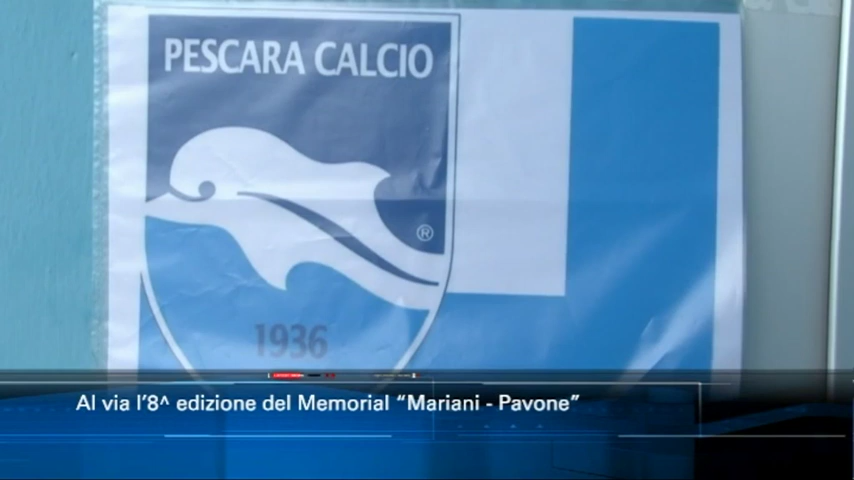 PESCARA CALCIO
®
1936
Al via l'8^ edizione del Memorial “Mariani - Pavone”